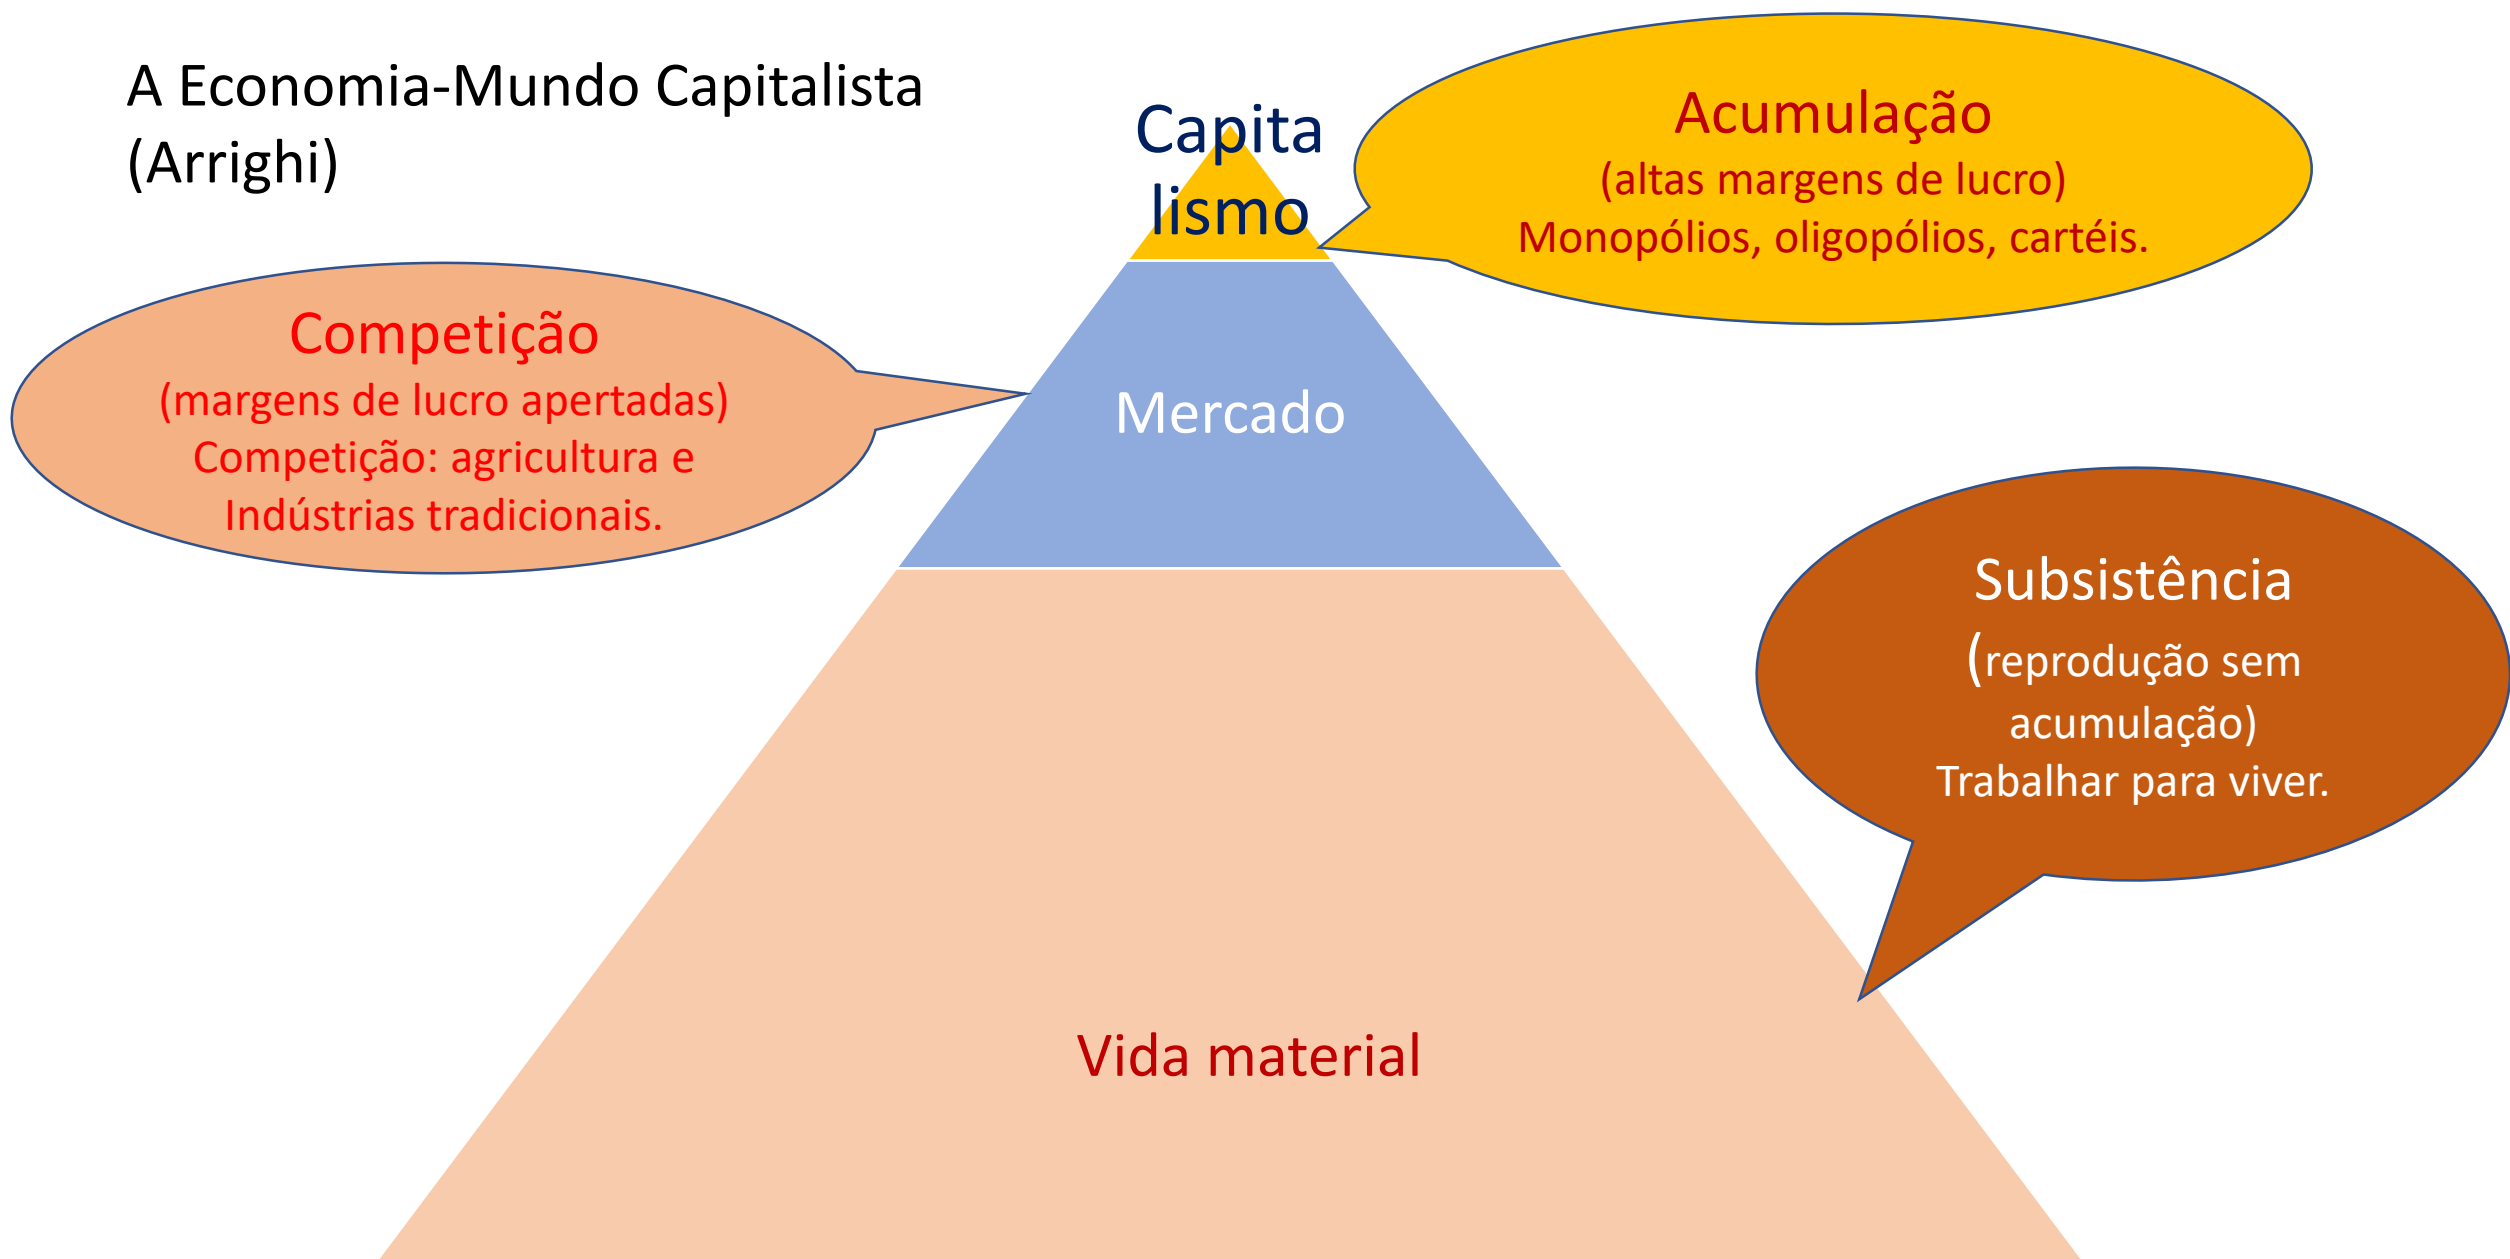 A Economia-Mundo Capitalista
(Arrighi)
Capita
lismo
Acumulação
(altas margens de lucro)
Monopólios, oligopólios, cartéis.
Competição
(margens de lucro apertadas)
Competição: agricultura e
Indústrias tradicionais.
Mercado
Subsistência
(reprodução sem
acumulação)
Trabalhar para viver.
Vida material